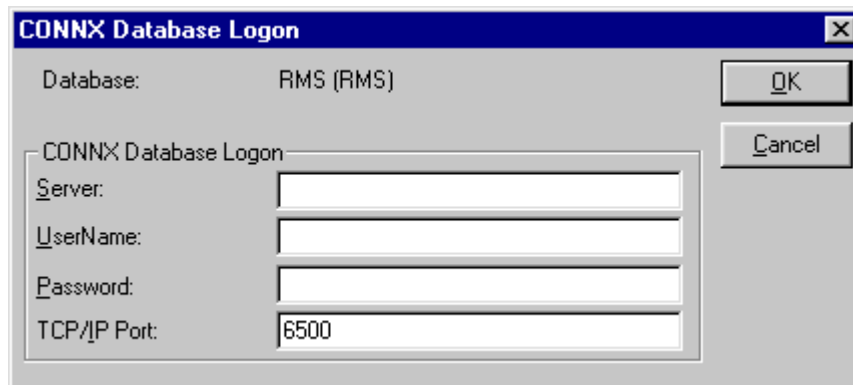 CONNX Database Logon
Database: RMS (RMS)
OK
CONNX Database Logon
Cancel
Server:
UserName:
Password:
TCP/IP Port: 6500